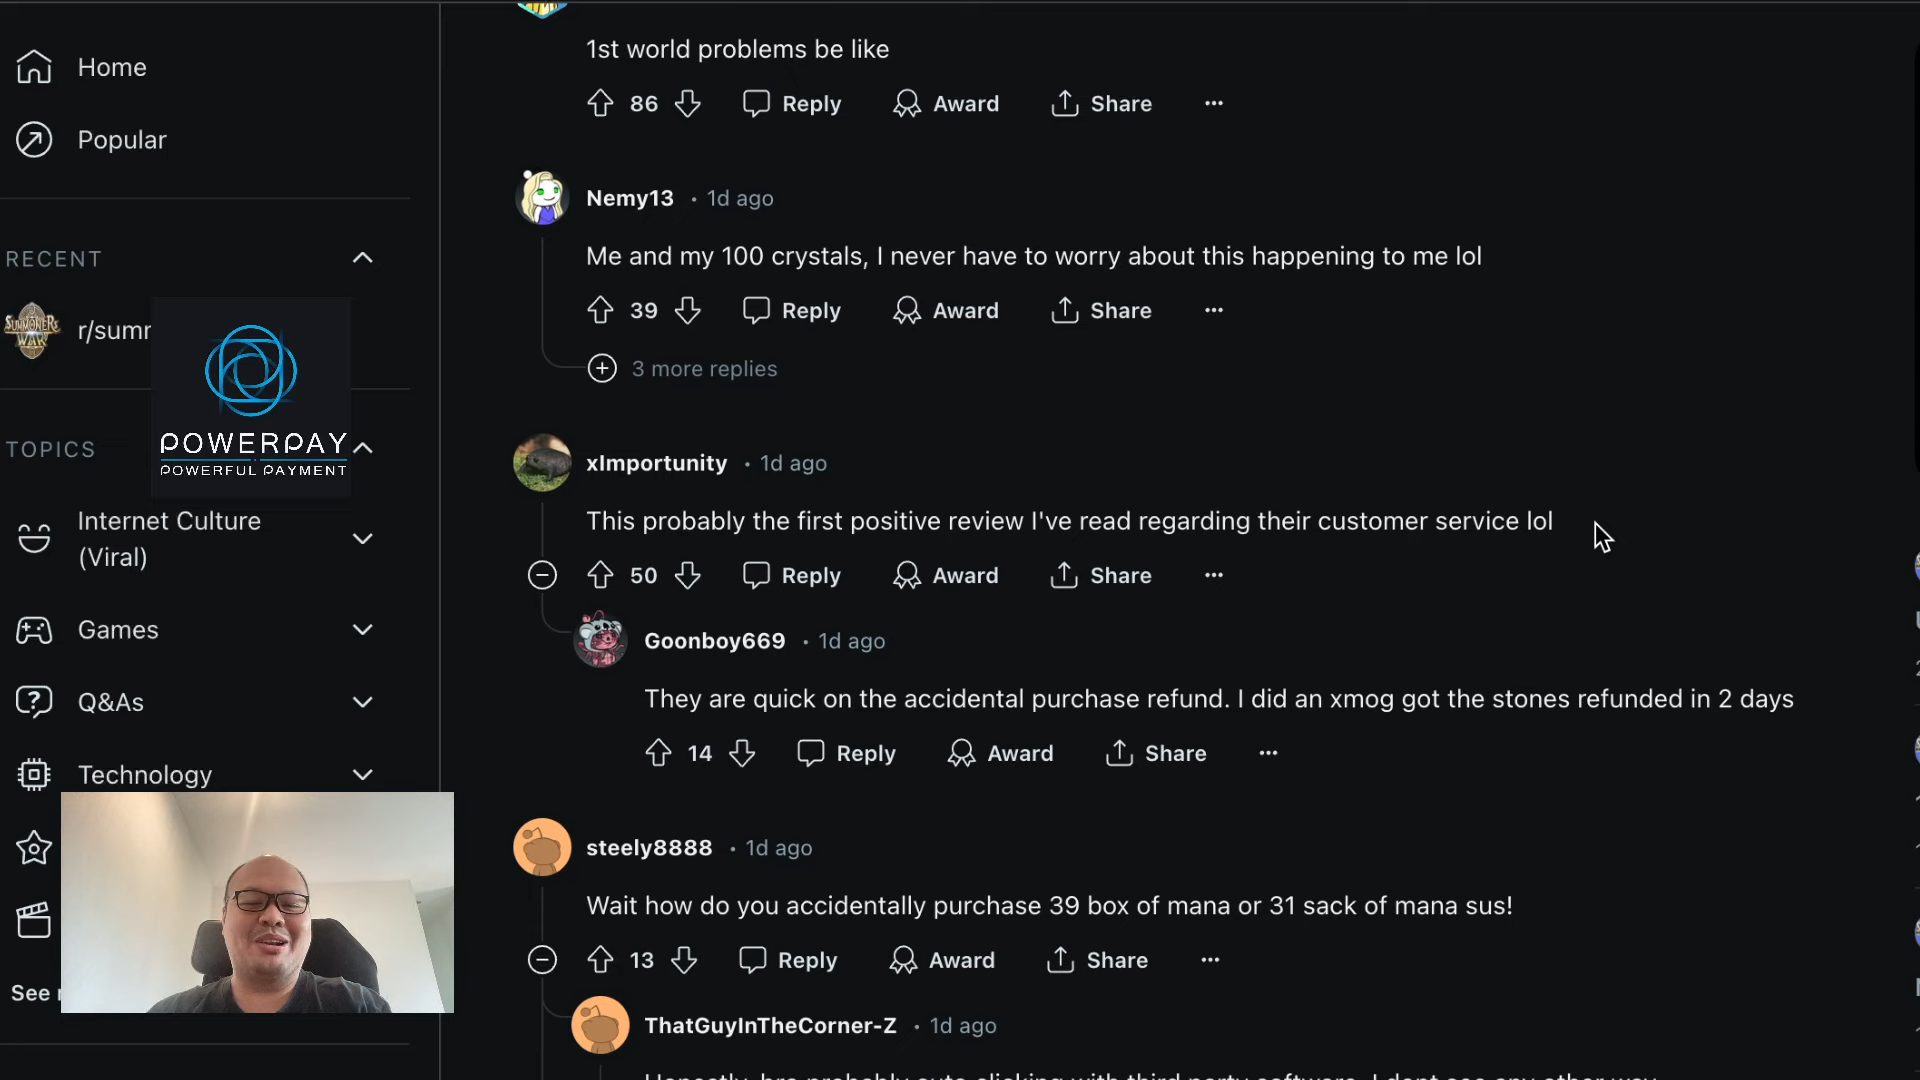 Home
Popular
RECENT
r/summ
POWERPAY
POWERFUL PAYMENT
TOPICS
Internet Culture
(Viral)
Games
Q&As
Technology
See
1st world problems be like
86 Reply Award Share
Nemy13 • 1d ago
Me and my 100 crystals, I never have to worry about this happening to me lol
39 Reply Award Share
3 more replies
xImportunity • 1d ago
This probably the first positive review I've read regarding their customer service lol
50 Reply Award Share
Goonboy669 • 1d ago
They are quick on the accidental purchase refund. I did an xmog got the stones refunded in 2 days
14 Reply Award Share
steely8888 • 1d ago
Wait how do you accidentally purchase 39 box of mana or 31 sack of mana sus!
13 Reply Award Share
ThatGuyInTheCorner-Z • 1d ago